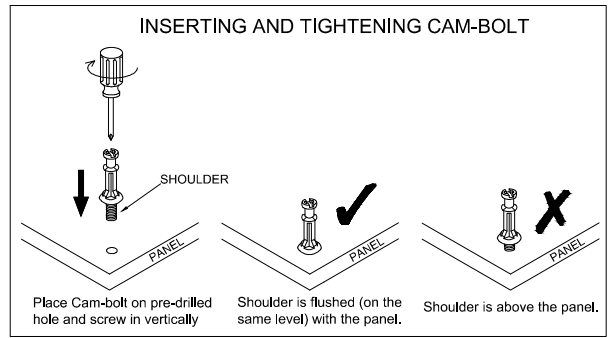 INSERTING AND TIGHTENING CAM-BOLT
SHOULDER
PANEL
Place Cam-bolt on pre-drilled
hole and screw in vertically
PANEL
Shoulder is flushed (on the
same level) with the panel.
PANEL
Shoulder is above the panel.